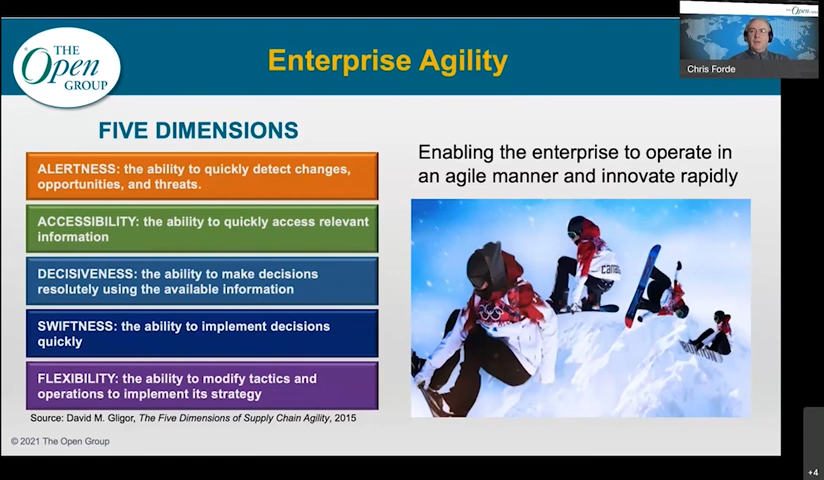 THE
Open
GROUP
Enterprise Agility
Open
Chris Forde
FIVE DIMENSIONS
ALERTNESS: the ability to quickly detect changes,
opportunities, and threats.
ACCESSIBILITY: the ability to quickly access relevant
information
DECISIVENESS: the ability to make decisions
resolutely using the available information
SWIFTNESS: the ability to implement decisions
quickly
FLEXIBILITY: the ability to modify tactics and
operations to implement its strategy
Source: David M. Gligor, The Five Dimensions of Supply Chain Agility, 2015
Enabling the enterprise to operate in
an agile manner and innovate rapidly
Canada
BURTON
© 2021 The Open Group
+4